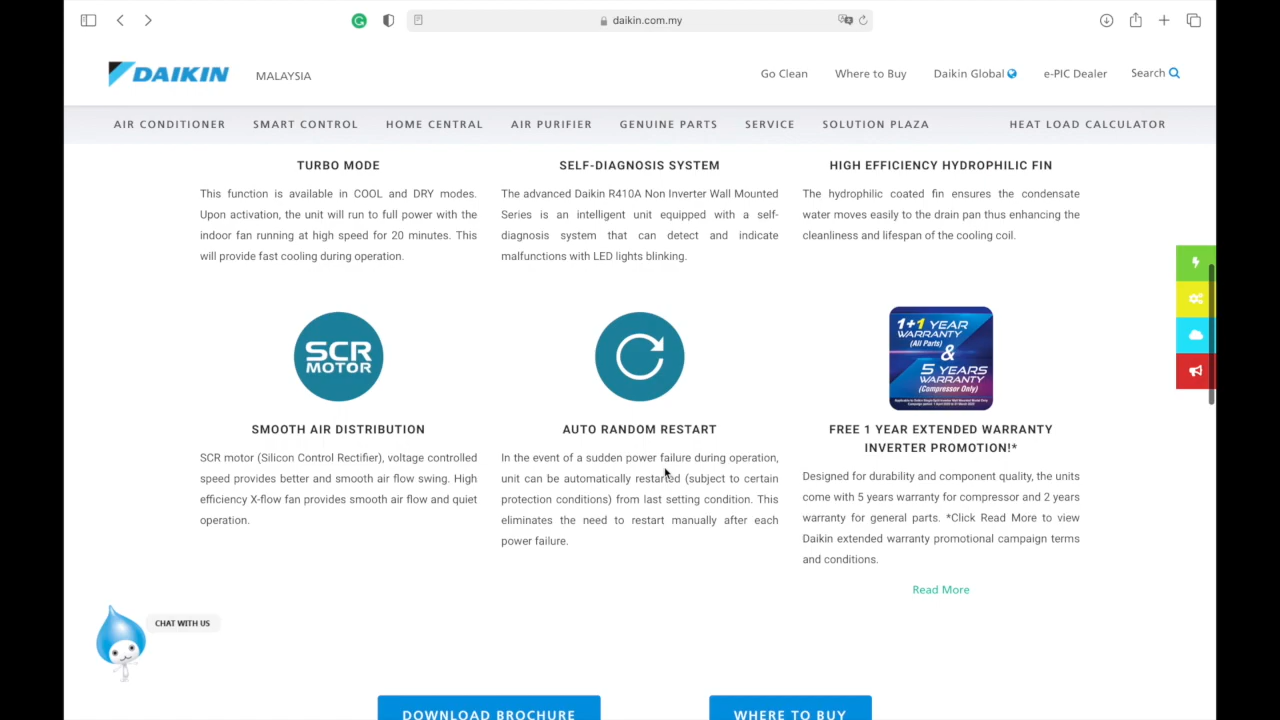 daikin.com.my
DAIKIN MALAYSIA
Go Clean Where to Buy Daikin Global e-PIC Dealer Search
AIR CONDITIONER SMART CONTROL HOME CENTRAL AIR PURIFIER GENUINE PARTS SERVICE SOLUTION PLAZA HEAT LOAD CALCULATOR
TURBO MODE
This function is available in COOL and DRY modes.
Upon activation, the unit will run to full power with the
indoor fan running at high speed for 20 minutes. This
will provide fast cooling during operation.
SELF-DIAGNOSIS SYSTEM
The advanced Daikin R410A Non Inverter Wall Mounted
Series is an intelligent unit equipped with a self-
diagnosis system that can detect and indicate
malfunctions with LED lights blinking.
HIGH EFFICIENCY HYDROPHILIC FIN
The hydrophilic coated fin ensures the condensate
water moves easily to the drain pan thus enhancing the
cleanliness and lifespan of the cooling coil.
SCR
MOTOR
SMOOTH AIR DISTRIBUTION
SCR motor (Silicon Control Rectifier), voltage controlled
speed provides better and smooth air flow swing. High
efficiency X-flow fan provides smooth air flow and quiet
operation.
AUTO RANDOM RESTART
In the event of a sudden power failure during operation,
unit can be automatically restarted (subject to certain
protection conditions) from last setting condition. This
eliminates the need to restart manually after each
power failure.
1+1 YEAR
WARRANTY
(All Parts)
&
5 YEARS
WARRANTY
(Compressor Only)
FREE 1 YEAR EXTENDED WARRANTY
INVERTER PROMOTION!*
Designed for durability and component quality, the units
come with 5 years warranty for compressor and 2 years
warranty for general parts. *Click Read More to view
Daikin extended warranty promotional campaign terms
and conditions.
Read More
CHAT WITH US
DOWNLOAD BROCHURE
WHERE TO BUY